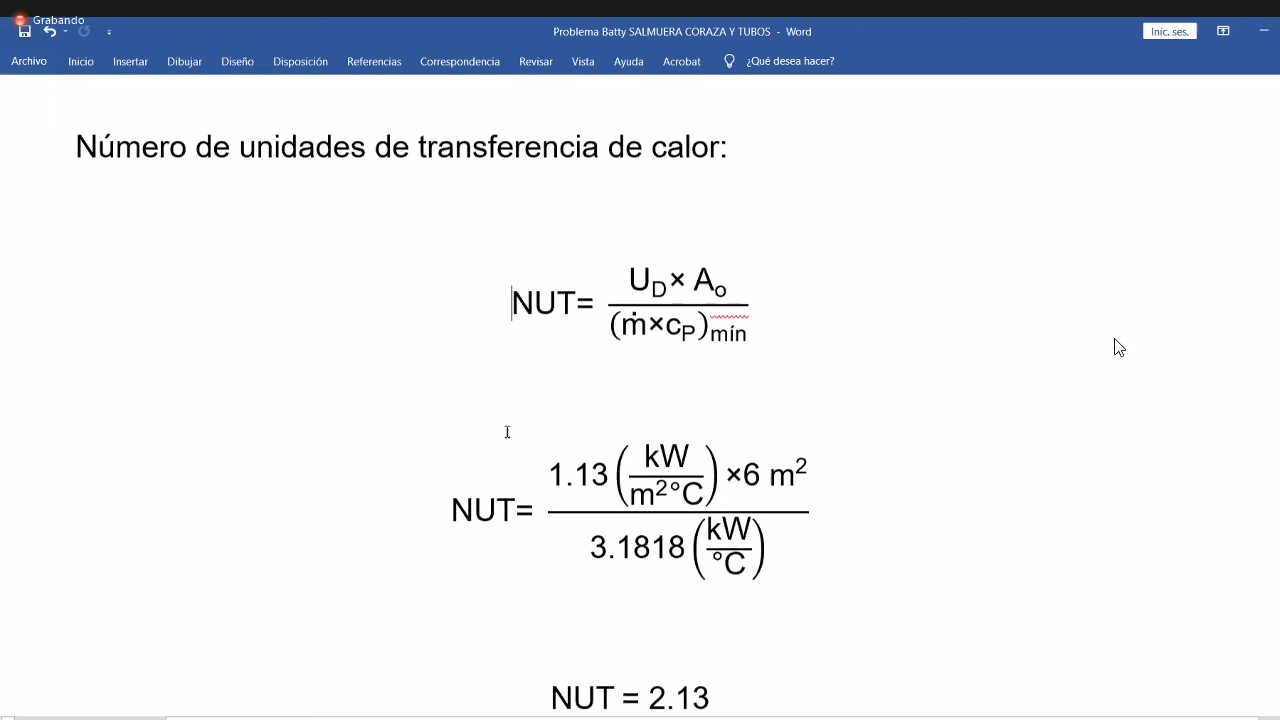 Grabando
Problema Batty SALMUERA CORAZA Y TUBOS - Word
Inic. ses.
Archivo Inicio Insertar Dibujar Diseño Disposición Referencias Correspondencia Revisar Vista Ayuda Acrobat ¿Qué desea hacer?
Número de unidades de transferencia de calor:
NUT= U_D × A_o / (ṁ×c_P)_mín
NUT= 1.13 (kW / m²°C) ×6 m² / 3.1818 (kW / °C)
NUT = 2.13